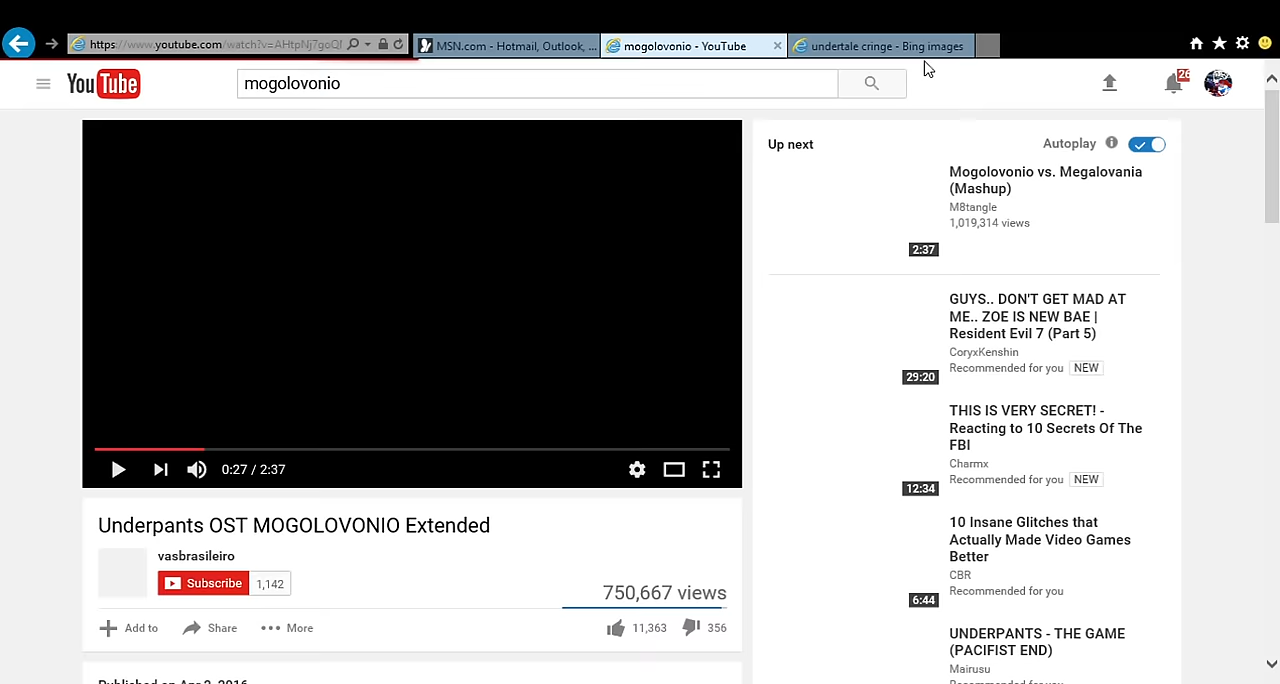 https://www.youtube.com/watch?v=AHtpNj7goQ
MSN.com - Hotmail, Outlook, ...
mogolovonio - YouTube
undertale cringe - Bing images
YouTube
mogolovonio
26
Up next
Autoplay
Mogolovonio vs. Megalovania
(Mashup)
M8tangle
1,019,314 views
2:37
GUYS.. DON'T GET MAD AT
ME.. ZOE IS NEW BAE |
Resident Evil 7 (Part 5)
CoryxKenshin
Recommended for you NEW
29:20
THIS IS VERY SECRET! -
Reacting to 10 Secrets Of The
FBI
Charmx
Recommended for you NEW
12:34
10 Insane Glitches that
Actually Made Video Games
Better
CBR
Recommended for you
6:44
UNDERPANTS - THE GAME
(PACIFIST END)
Mairusu
0:27 / 2:37
Underpants OST MOGOLOVONIO Extended
vasbrasileiro
Subscribe 1,142
750,667 views
Add to
Share
More
11,363
356
Published on Apr 2, 2016